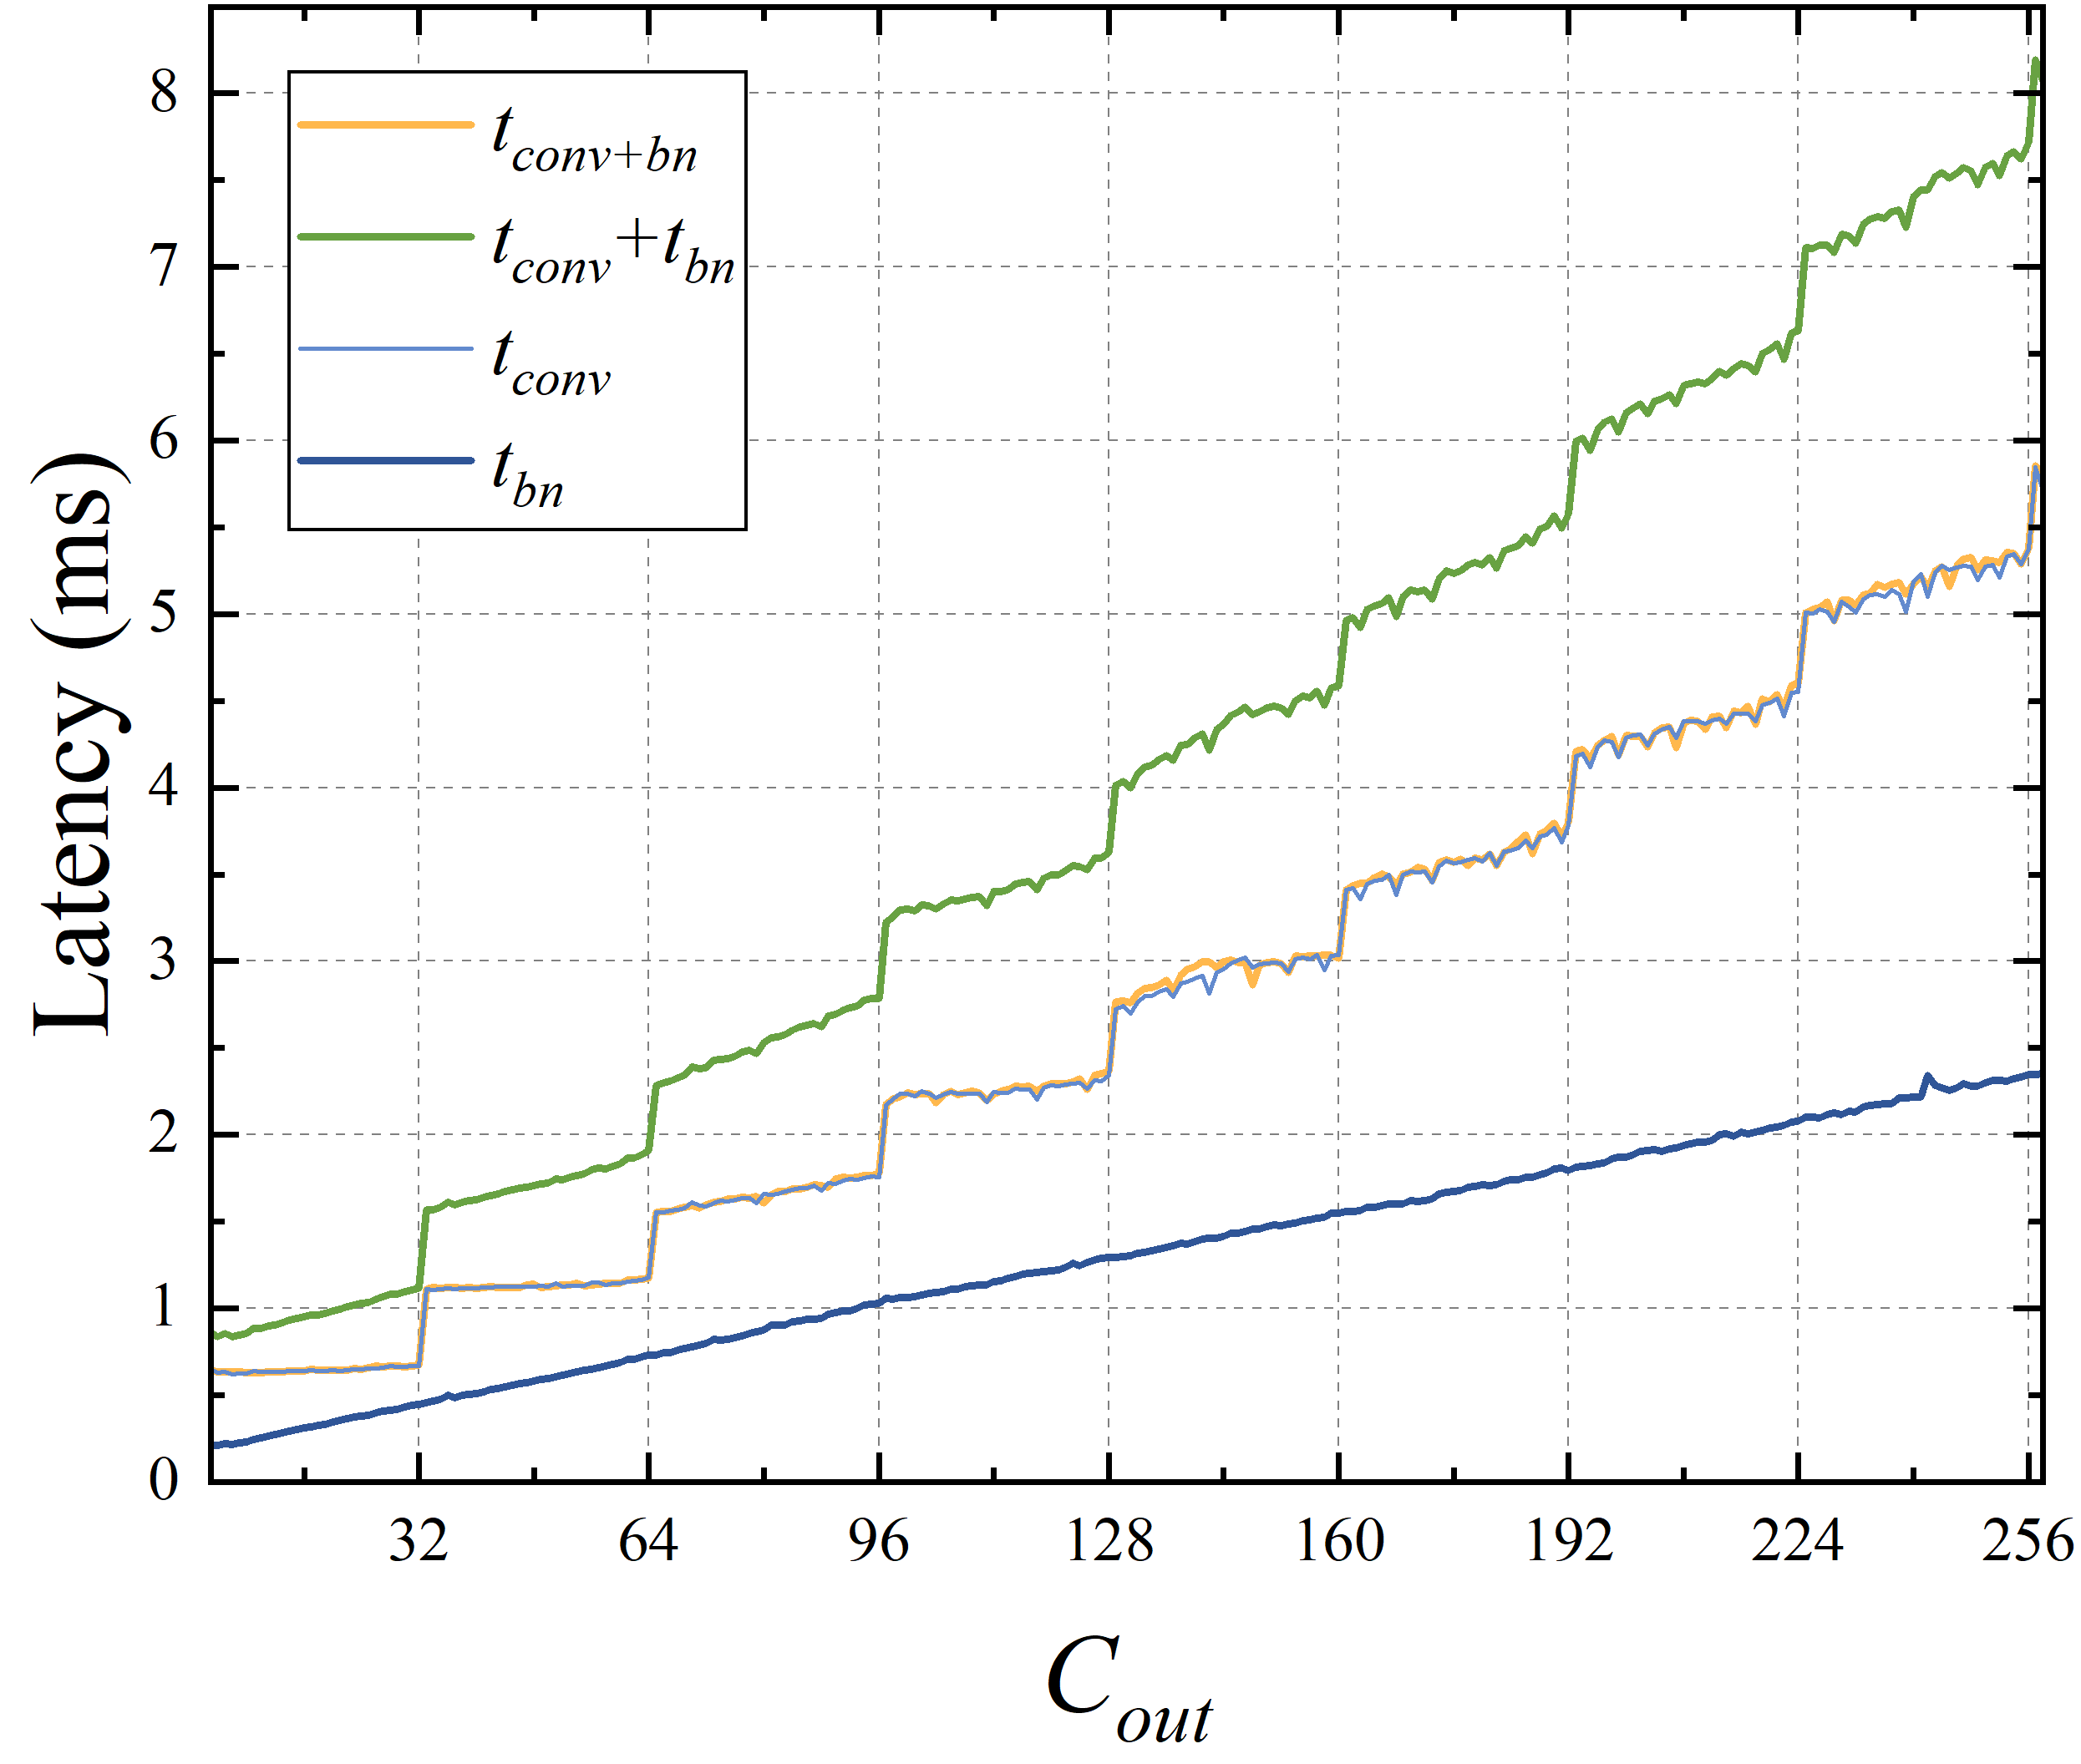 Latency (ms)
8
7
6
5
4
3
2
1
0
t_conv+bn
t_conv+t_bn
t_conv
t_bn
32 64 96 128 160 192 224 256
C_out